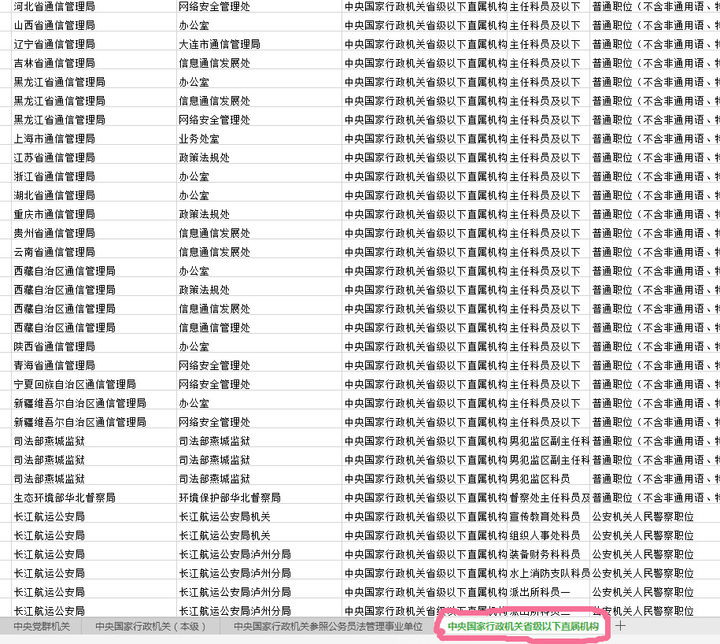 河北省通信管理局 网络安全管理处 中央国家行政机关省级以下直属机构 主任科员及以下 普通职位（不含非通用语、特
山西省通信管理局 办公室 中央国家行政机关省级以下直属机构 主任科员及以下 普通职位（不含非通用语、特
辽宁省通信管理局 大连市通信管理局 中央国家行政机关省级以下直属机构 主任科员及以下 普通职位（不含非通用语、特
吉林省通信管理局 信息通信发展处 中央国家行政机关省级以下直属机构 主任科员及以下 普通职位（不含非通用语、特
黑龙江省通信管理局 办公室 中央国家行政机关省级以下直属机构 主任科员及以下 普通职位（不含非通用语、特
黑龙江省通信管理局 信息通信发展处 中央国家行政机关省级以下直属机构 主任科员及以下 普通职位（不含非通用语、特
黑龙江省通信管理局 网络安全管理处 中央国家行政机关省级以下直属机构 主任科员及以下 普通职位（不含非通用语、特
上海市通信管理局 业务处室 中央国家行政机关省级以下直属机构 主任科员及以下 普通职位（不含非通用语、特
江苏省通信管理局 政策法规处 中央国家行政机关省级以下直属机构 主任科员及以下 普通职位（不含非通用语、特
浙江省通信管理局 办公室 中央国家行政机关省级以下直属机构 主任科员及以下 普通职位（不含非通用语、特
湖北省通信管理局 办公室 中央国家行政机关省级以下直属机构 主任科员及以下 普通职位（不含非通用语、特
重庆市通信管理局 政策法规处 中央国家行政机关省级以下直属机构 主任科员及以下 普通职位（不含非通用语、特
贵州省通信管理局 信息通信发展处 中央国家行政机关省级以下直属机构 主任科员及以下 普通职位（不含非通用语、特
云南省通信管理局 信息通信发展处 中央国家行政机关省级以下直属机构 主任科员及以下 普通职位（不含非通用语、特
西藏自治区通信管理局 办公室 中央国家行政机关省级以下直属机构 主任科员及以下 普通职位（不含非通用语、特
西藏自治区通信管理局 政策法规处 中央国家行政机关省级以下直属机构 主任科员及以下 普通职位（不含非通用语、特
西藏自治区通信管理局 信息通信发展处 中央国家行政机关省级以下直属机构 主任科员及以下 普通职位（不含非通用语、特
西藏自治区通信管理局 信息通信管理处 中央国家行政机关省级以下直属机构 主任科员及以下 普通职位（不含非通用语、特
陕西省通信管理局 办公室 中央国家行政机关省级以下直属机构 主任科员及以下 普通职位（不含非通用语、特
青海省通信管理局 网络安全管理处 中央国家行政机关省级以下直属机构 主任科员及以下 普通职位（不含非通用语、特
宁夏回族自治区通信管理局 网络安全管理处 中央国家行政机关省级以下直属机构 主任科员及以下 普通职位（不含非通用语、特
新疆维吾尔自治区通信管理局 办公室 中央国家行政机关省级以下直属机构 主任科员及以下 普通职位（不含非通用语、特
新疆维吾尔自治区通信管理局 网络安全管理处 中央国家行政机关省级以下直属机构 主任科员及以下 普通职位（不含非通用语、特
司法部燕城监狱 司法部燕城监狱 中央国家行政机关省级以下直属机构 男犯监区副主任科 普通职位（不含非通用语、特
司法部燕城监狱 司法部燕城监狱 中央国家行政机关省级以下直属机构 男犯监区副主任科 普通职位（不含非通用语、特
司法部燕城监狱 司法部燕城监狱 中央国家行政机关省级以下直属机构 男犯监区科员 普通职位（不含非通用语、特
生态环境部华北督察局 环境保护部华北督察局 中央国家行政机关省级以下直属机构 督察处主任科员及 普通职位（不含非通用语、特
长江航运公安局 长江航运公安局机关 中央国家行政机关省级以下直属机构 宣传教育处科员 公安机关人民警察职位
长江航运公安局 长江航运公安局机关 中央国家行政机关省级以下直属机构 组织人事处科员 公安机关人民警察职位
长江航运公安局 长江航运公安局泸州分局 中央国家行政机关省级以下直属机构 装备财务科科员 公安机关人民警察职位
长江航运公安局 长江航运公安局泸州分局 中央国家行政机关省级以下直属机构 水上消防支队科员 公安机关人民警察职位
长江航运公安局 长江航运公安局泸州分局 中央国家行政机关省级以下直属机构 派出所科员一 公安机关人民警察职位
长江航运公安局 长江航运公安局泸州分局 中央国家行政机关省级以下直属机构 派出所科员二 公安机关人民警察职位
中央党群机关 中央国家行政机关（本级） 中央国家行政机关参照公务员法管理事业单位 中央国家行政机关省级以下直属机构 +